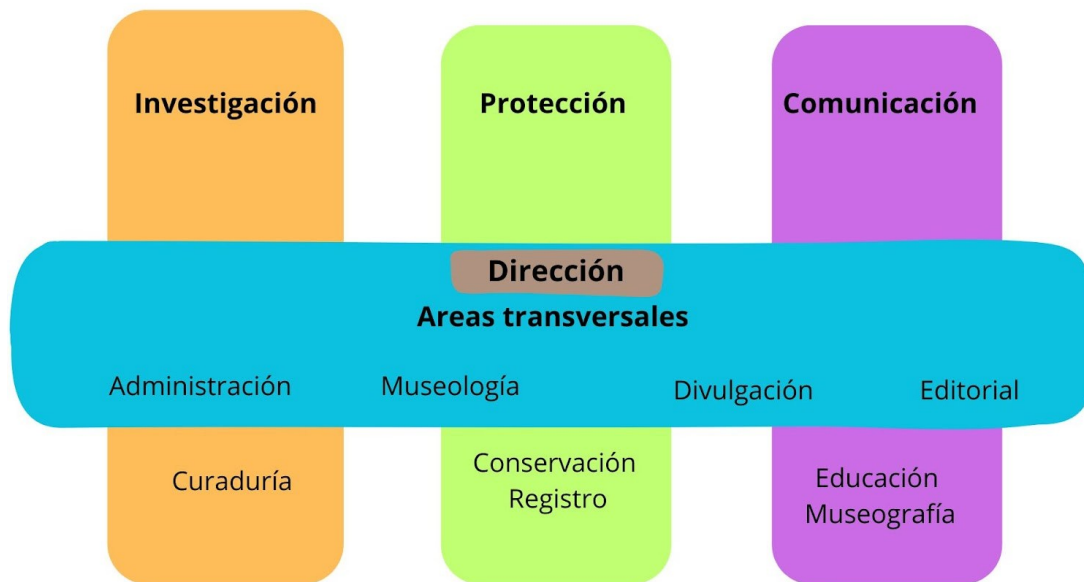 Investigación
Protección
Comunicación
Dirección
Areas transversales
Administración
Museología
Divulgación
Editorial
Curaduría
Conservación
Registro
Educación
Museografía